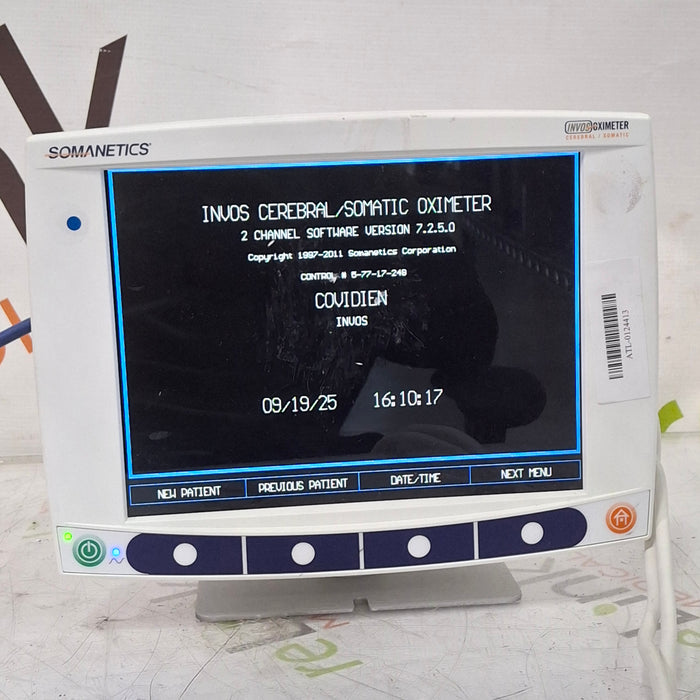 SOMANETICS
INVOS OXIMETER
CEREBRAL / SOMATIC
INVOS CEREBRAL/SOMATIC OXIMETER
2 CHANNEL SOFTWARE VERSION 7.2.5.0
Copyright 1997-2011 Somanetics Corporation
CONTROL # 5-77-17-249
COVIDIEN
INVOS
09/19/25 16:10:17
NEW PATIENT PREVIOUS PATIENT DATE/TIME NEXT MENU
ATL-0124413